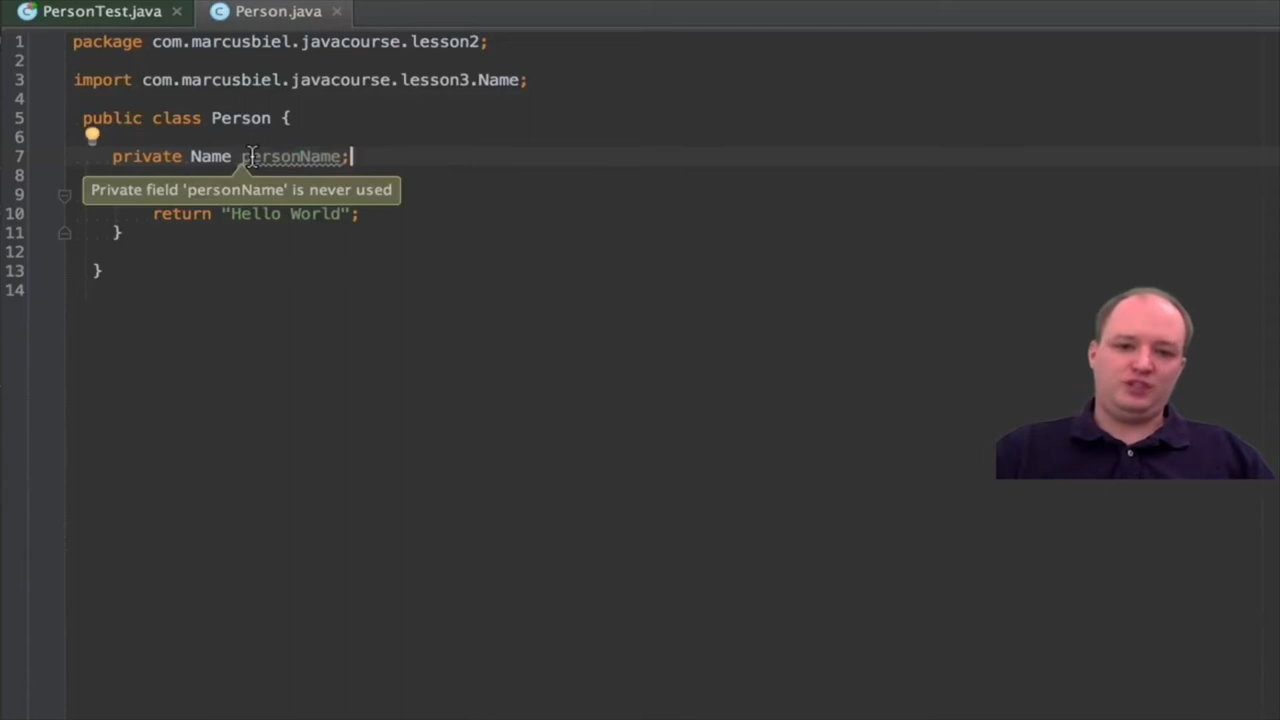 PersonTest.java × Person.java ×
1 package com.marcusbiel.javacourse.lesson2;
2
3 import com.marcusbiel.javacourse.lesson3.Name;
4
5 public class Person {
6
7 private Name personName;
8
Private field 'personName' is never used
9
10 return "Hello World";
11 }
12
13 }
14